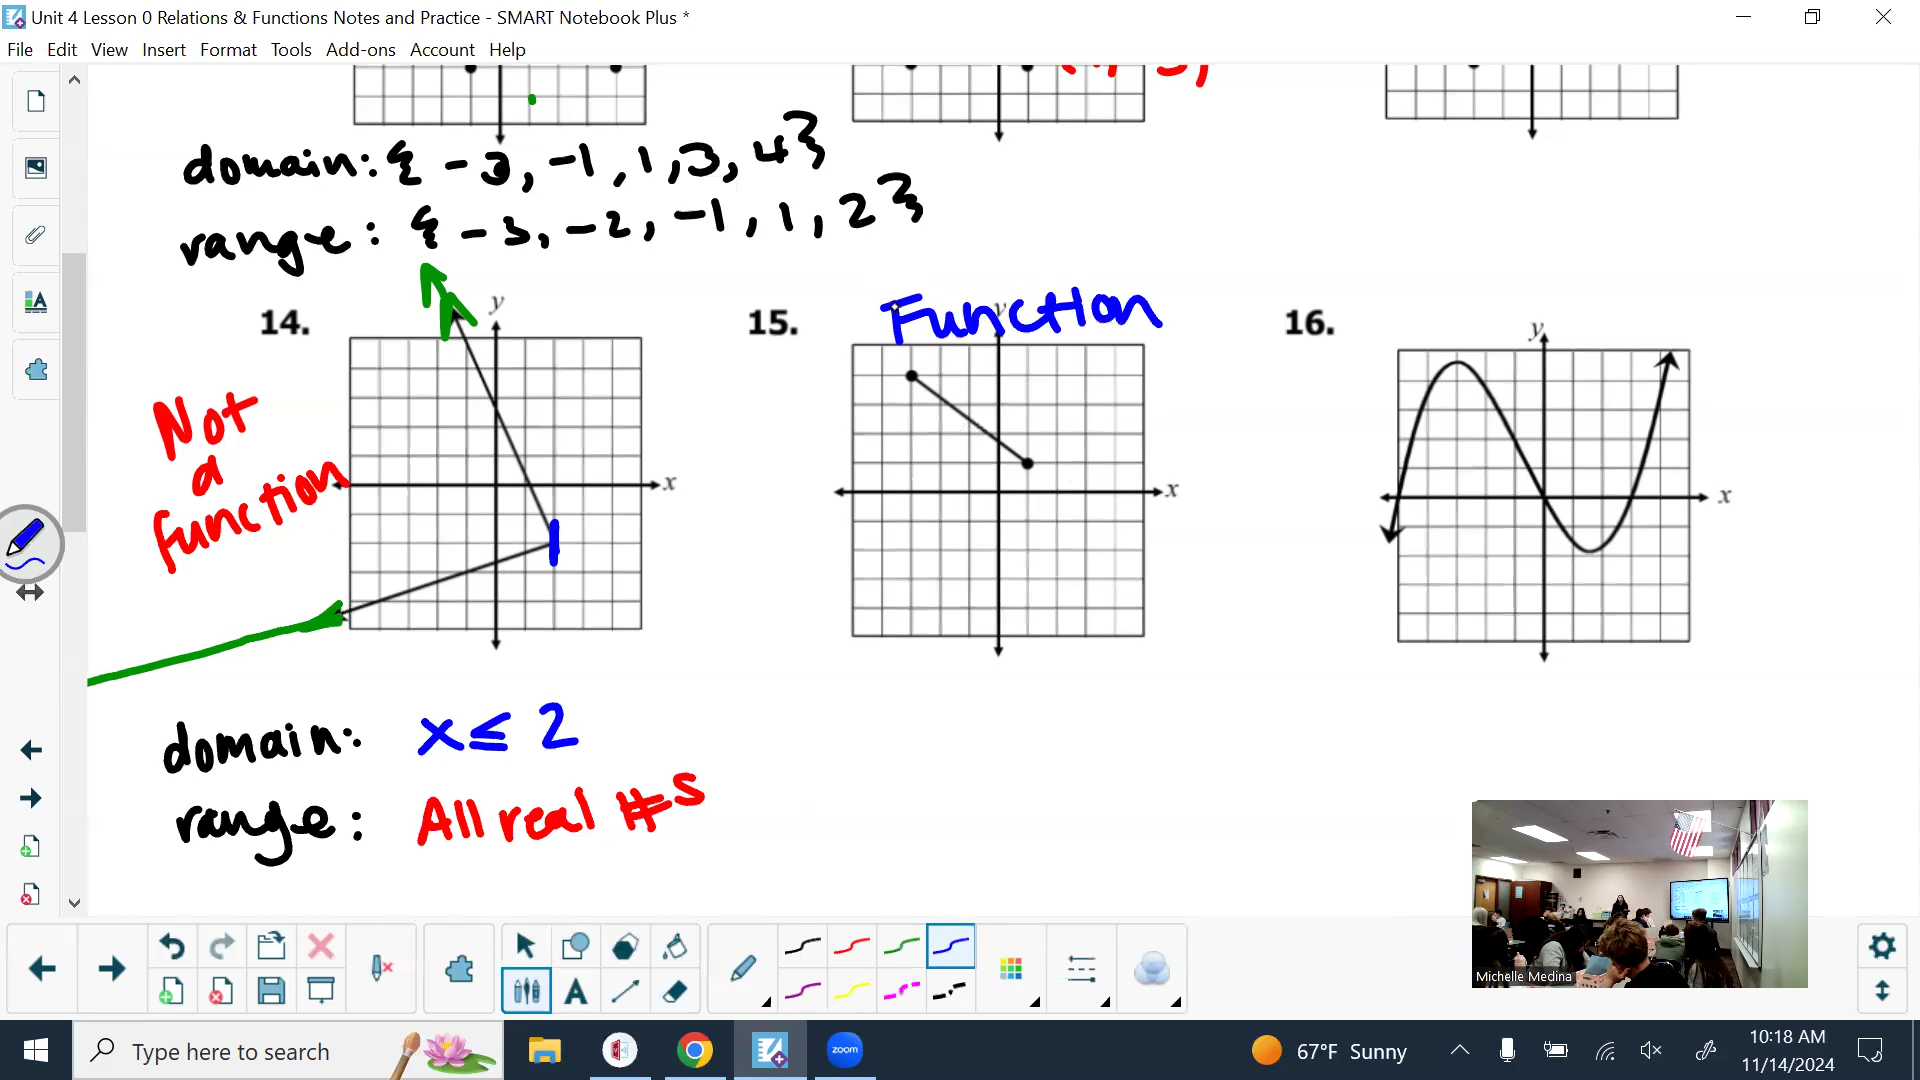 Unit 4 Lesson 0 Relations & Functions Notes and Practice - SMART Notebook Plus *
File Edit View Insert Format Tools Add-ons Account Help
domain: { -3, -1, 1, 3, 4}
range: { -3, -2, -1, 1, 2}
14.
y
x
Not
a
function
15.
Function
y
x
16.
y
x
domain: x ≤ 2
range: All real #s
Michelle Medina
A
Type here to search
zoom
67°F Sunny
10:18 AM
11/14/2024